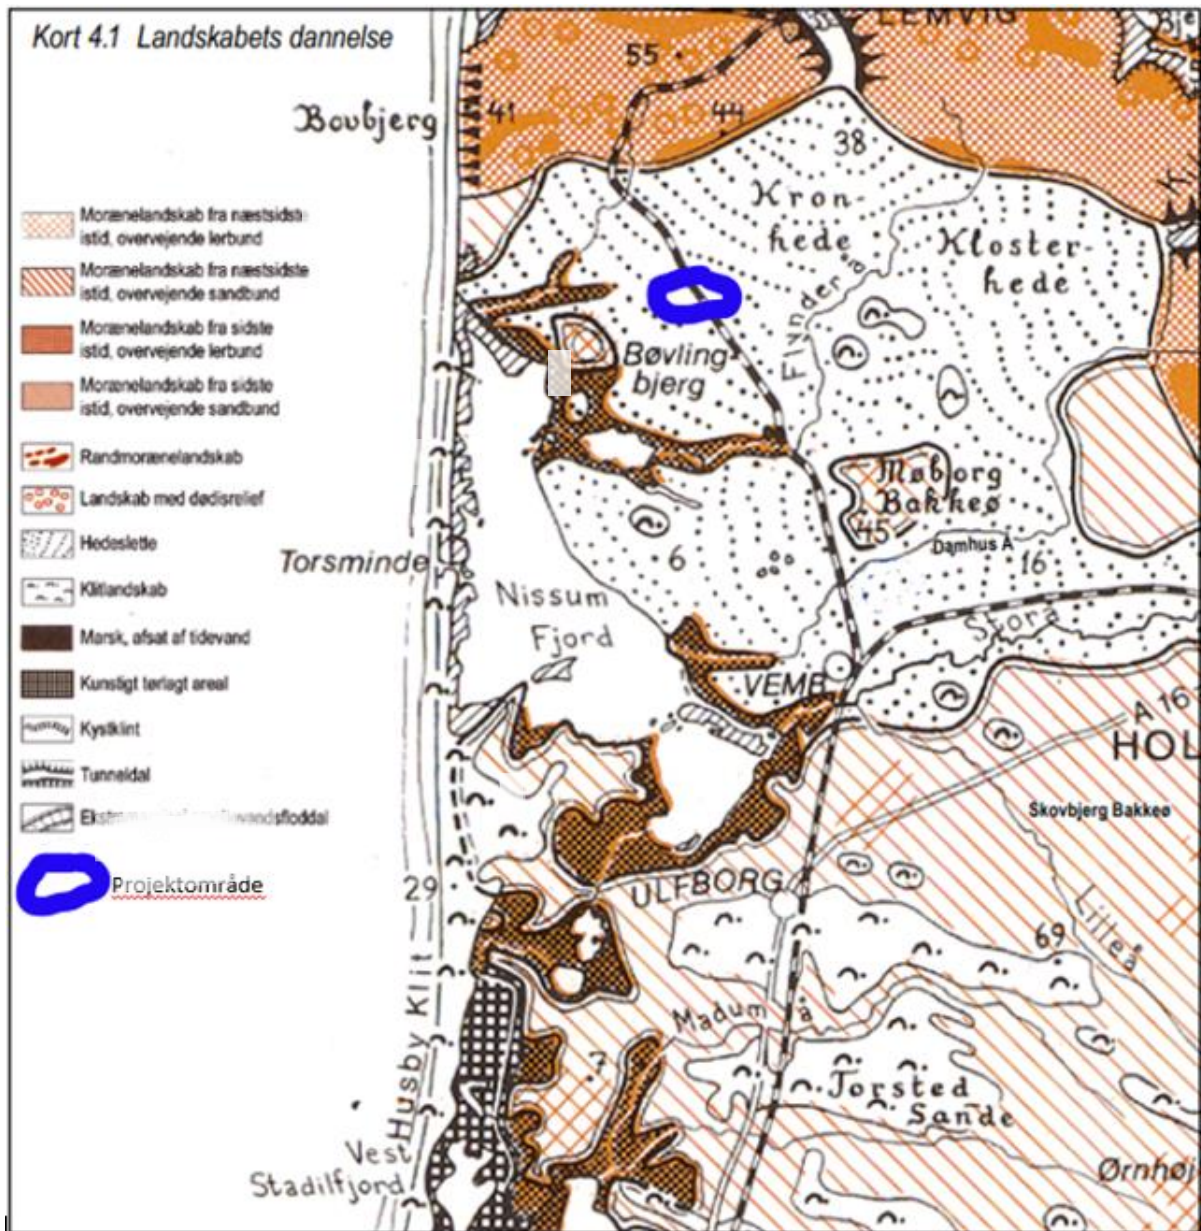 Kort 4.1 Landskabets dannelse
LEMVIG
55
41
44
Bovbjerg
38
Kron-
hede
Kloster-
hede
Morænelandskab fra næstsidste
istid, overvejende lerbund
Morænelandskab fra næstsidste
istid, overvejende sandbund
Morænelandskab fra sidste
istid, overvejende lerbund
Morænelandskab fra sidste
istid, overvejende sandbund
Randmorænelandskab
Landskab med dødisrelief
Hedeslette
Klitlandskab
Marsk, afsat af tidevand
Kunstigt tørlagt areal
Kystklint
Tunneldal
Projektområde
Flynder
Bøvling
bjerg
Møborg
Bakkeø
45
Damhus Å
16
6
Torsminde
Nissum
Fjord
Storå
VEMB
A 16
HOL
Skovbjerg Bakkeø
29
ULFBORG
69
Lilleå
Madum å
7
Husby Klit
Torsted
Sande
Vest
Stadilfjord
Ørnhøj